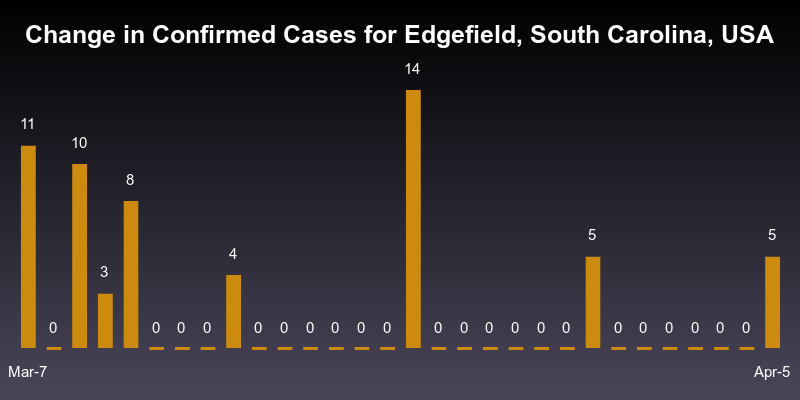 Change in Confirmed Cases for Edgefield, South Carolina, USA
11 0 10 3 8 0 0 0 4 0 0 0 0 0 0 14 0 0 0 0 0 0 5 0 0 0 0 0 0 5
Mar-7 Apr-5